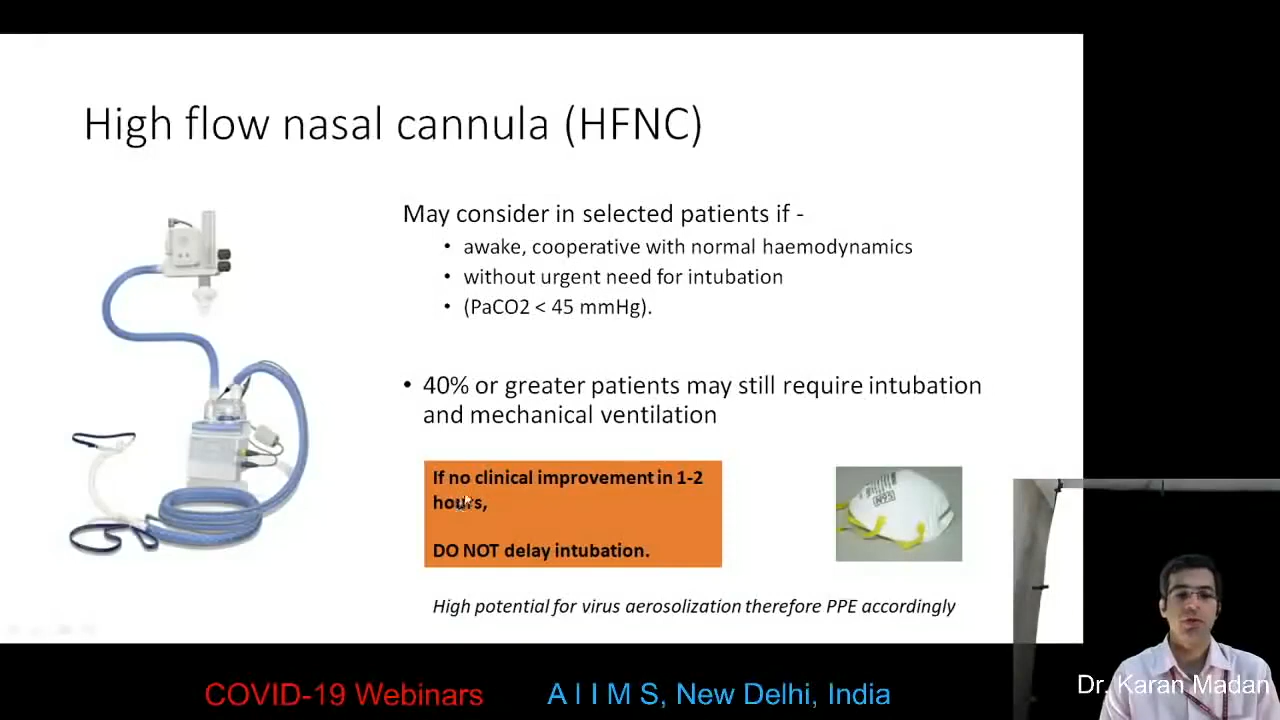 High flow nasal cannula (HFNC)
May consider in selected patients if -
• awake, cooperative with normal haemodynamics
• without urgent need for intubation
• (PaCO2 < 45 mmHg).
• 40% or greater patients may still require intubation
and mechanical ventilation
If no clinical improvement in 1-2
hours,
DO NOT delay intubation.
N95
High potential for virus aerosolization therefore PPE accordingly
Dr. Karan Madan
COVID-19 Webinars
A I I M S, New Delhi, India